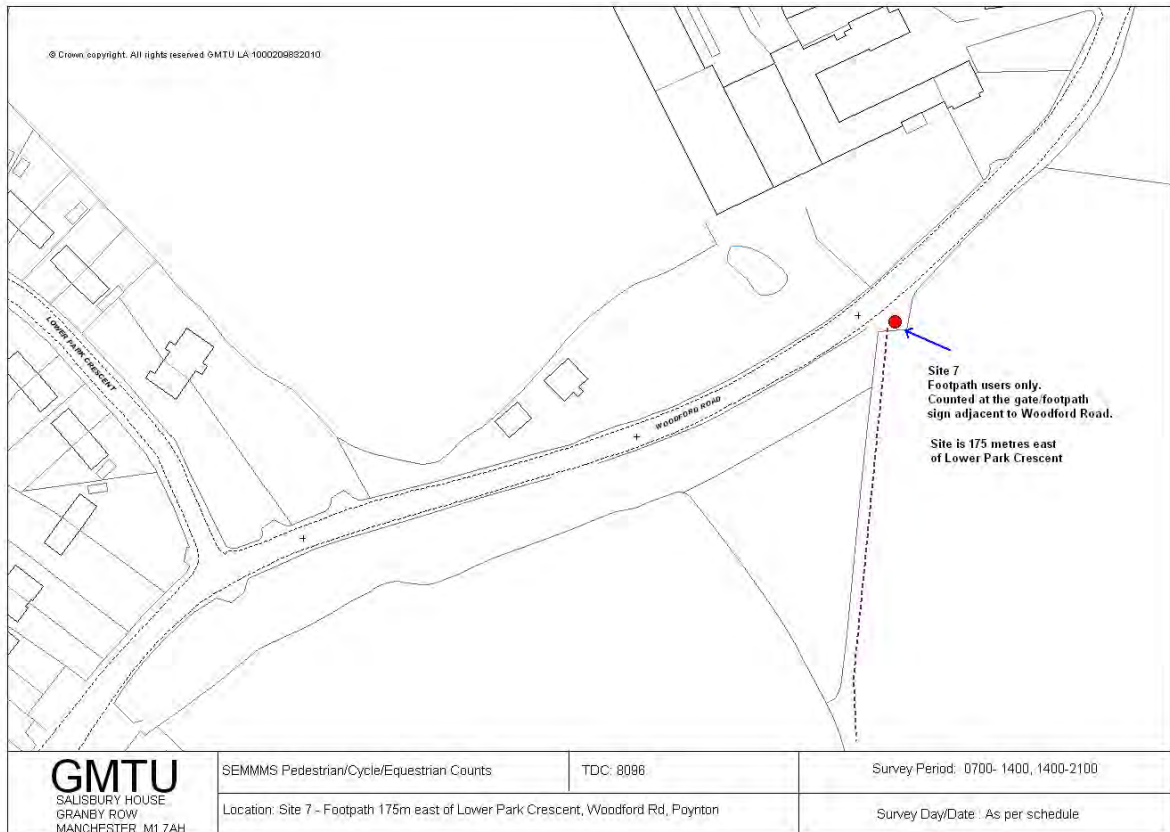 © Crown copyright. All rights reserved GMTU LA 1000209832010
LOWER PARK CRESCENT
WOODFORD ROAD
Site 7
Footpath users only.
Counted at the gate/footpath
sign adjacent to Woodford Road.
Site is 175 metres east
of Lower Park Crescent
GMTU
SALISBURY HOUSE
GRANBY ROW
MANCHESTER M1 7AH
SEMMMS Pedestrian/Cycle/Equestrian Counts
TDC: 8096
Survey Period: 0700- 1400, 1400-2100
Location: Site 7 - Footpath 175m east of Lower Park Crescent, Woodford Rd, Poynton
Survey Day/Date : As per schedule